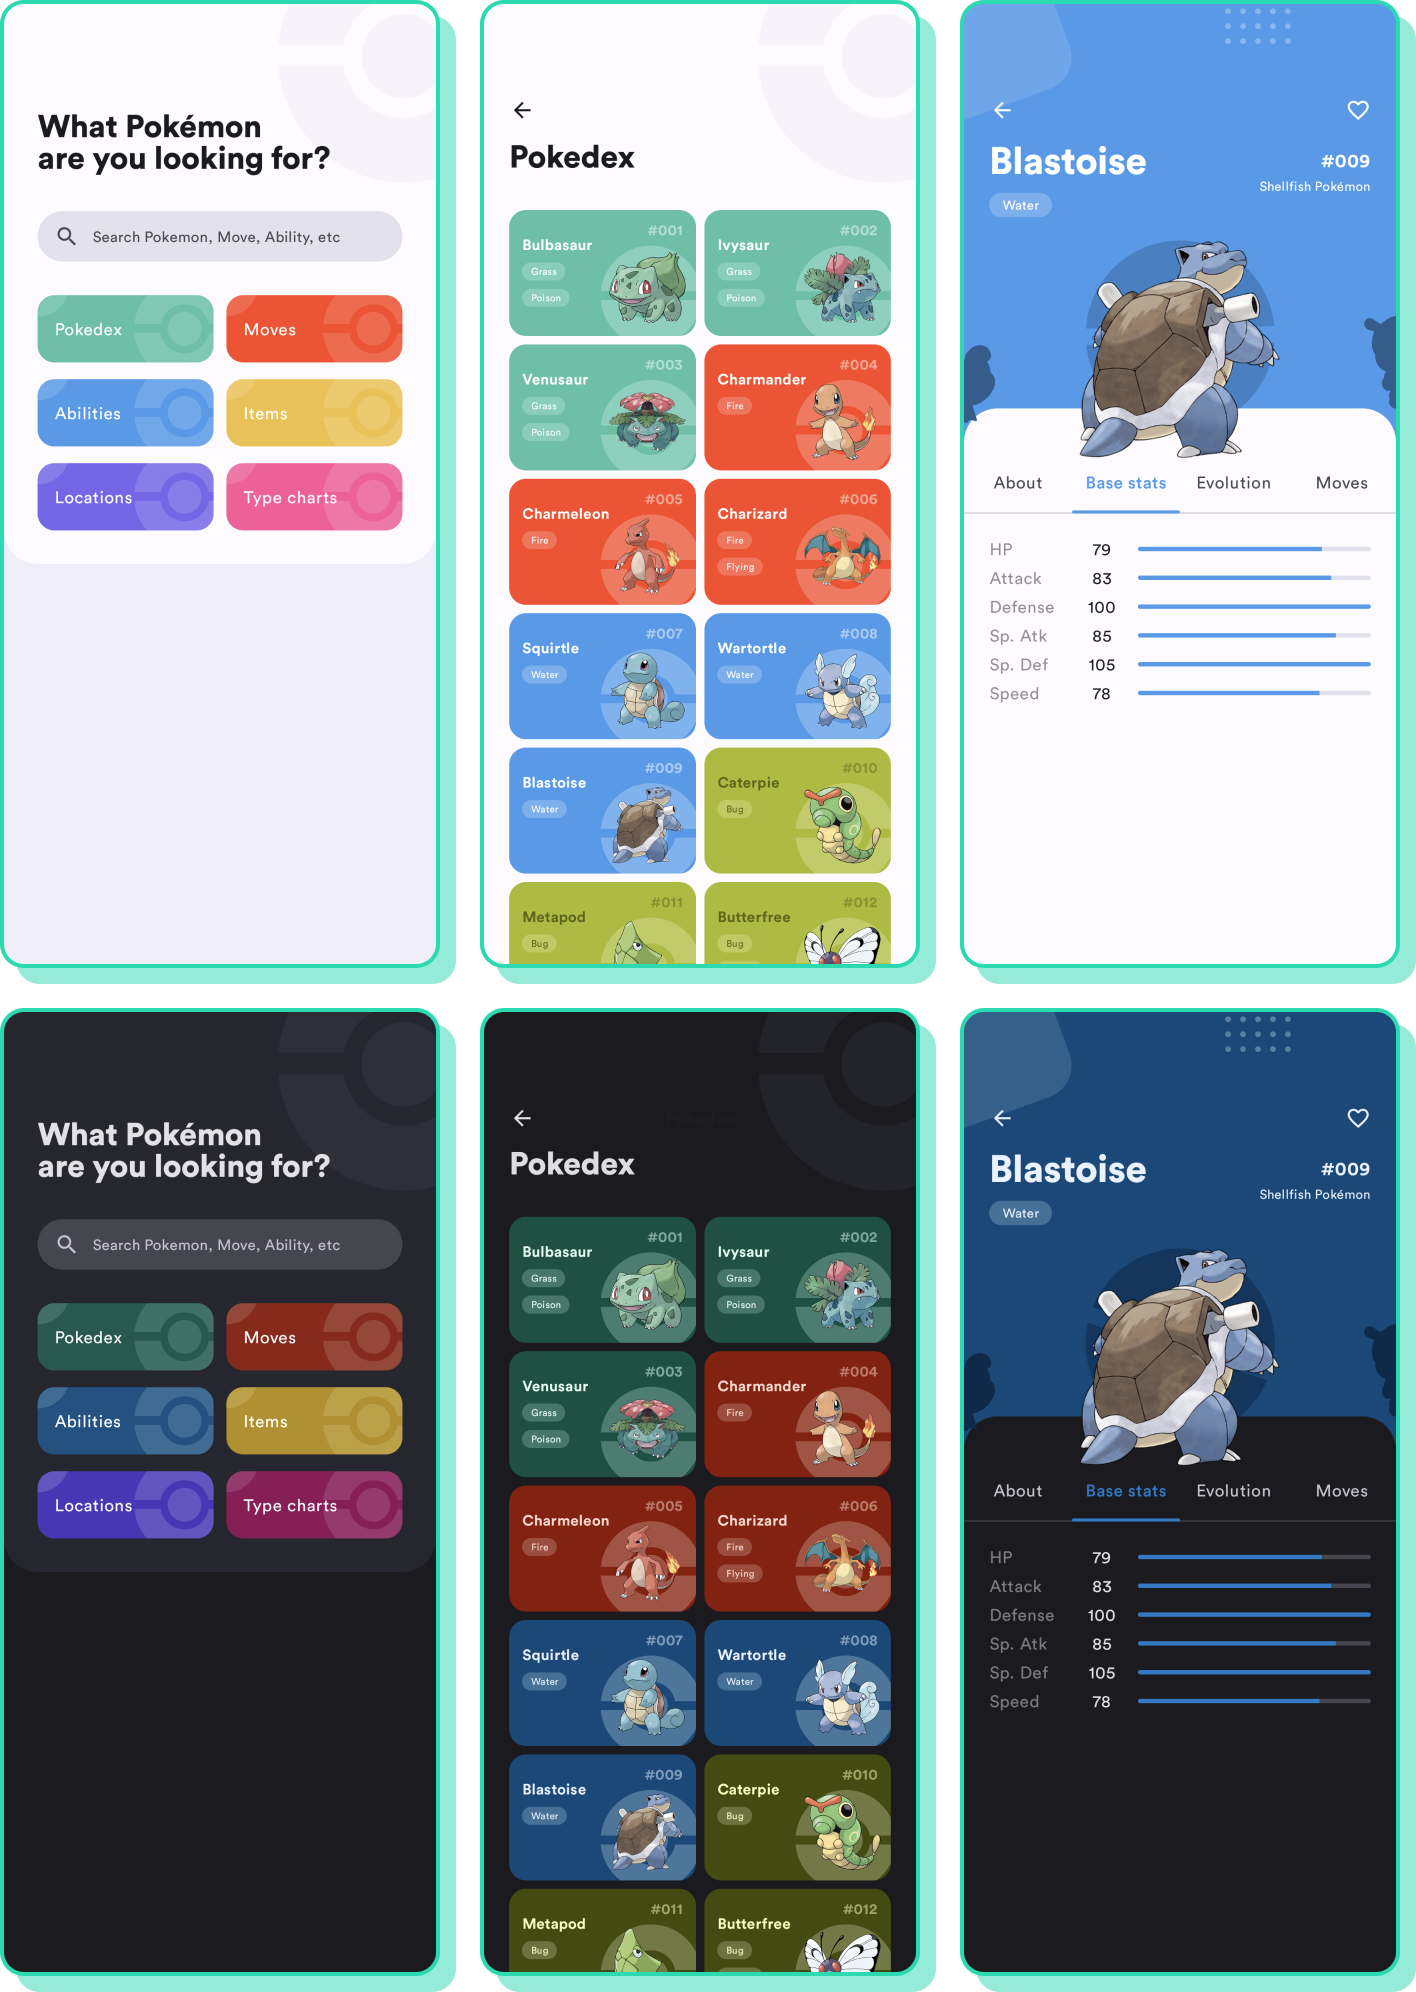 What Pokémon
are you looking for?
Search Pokemon, Move, Ability, etc
Pokedex
Moves
Abilities
Items
Locations
Type charts
Pokedex
#001
Bulbasaur
Grass
Poison
#002
Ivysaur
Grass
Poison
#003
Venusaur
Grass
Poison
#004
Charmander
Fire
#005
Charmeleon
Fire
#006
Charizard
Fire
Flying
#007
Squirtle
Water
#008
Wartortle
Water
#009
Blastoise
Water
#010
Caterpie
Bug
#011
Metapod
Bug
#012
Butterfree
Bug
Blastoise
#009
Shellfish Pokémon
Water
About Base stats Evolution Moves
HP 79
Attack 83
Defense 100
Sp. Atk 85
Sp. Def 105
Speed 78
What Pokémon
are you looking for?
Search Pokemon, Move, Ability, etc
Pokedex
Moves
Abilities
Items
Locations
Type charts
Pokedex
#001
Bulbasaur
Grass
Poison
#002
Ivysaur
Grass
Poison
#003
Venusaur
Grass
Poison
#004
Charmander
Fire
#005
Charmeleon
Fire
#006
Charizard
Fire
Flying
#007
Squirtle
Water
#008
Wartortle
Water
#009
Blastoise
Water
#010
Caterpie
Bug
#011
Metapod
Bug
#012
Butterfree
Bug
Blastoise
#009
Shellfish Pokémon
Water
About Base stats Evolution Moves
HP 79
Attack 83
Defense 100
Sp. Atk 85
Sp. Def 105
Speed 78